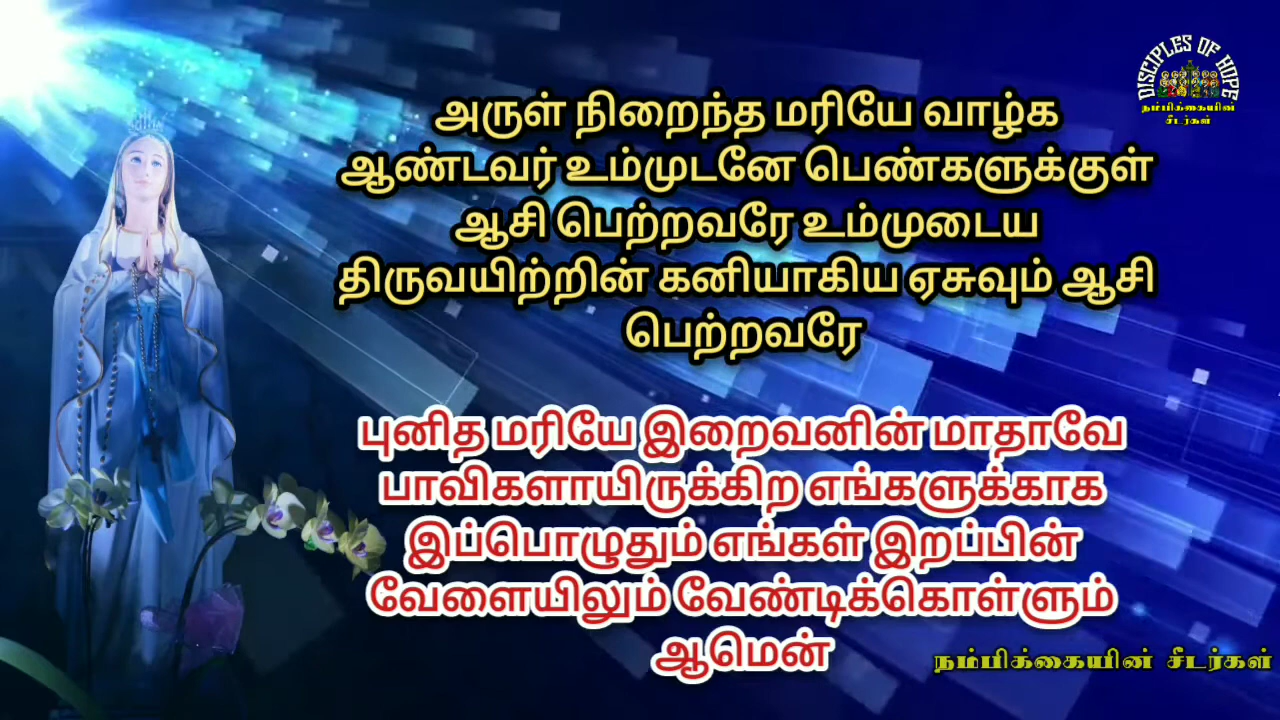 DISCIPLES OF HOPE
நம்பிக்கையின்
சீடர்கள்
அருள் நிறைந்த மரியே வாழ்க
ஆண்டவர் உம்முடனே பெண்களுக்குள்
ஆசி பெற்றவரே உம்முடைய
திருவயிற்றின் கனியாகிய ஏசுவும் ஆசி
பெற்றவரே
புனித மரியே இறைவனின் மாதாவே
பாவிகளாயிருக்கிற எங்களுக்காக
இப்பொழுதும் எங்கள் இறப்பின்
வேளையிலும் வேண்டிக்கொள்ளும்
ஆமென்
நம்பிக்கையின் சீடர்கள்